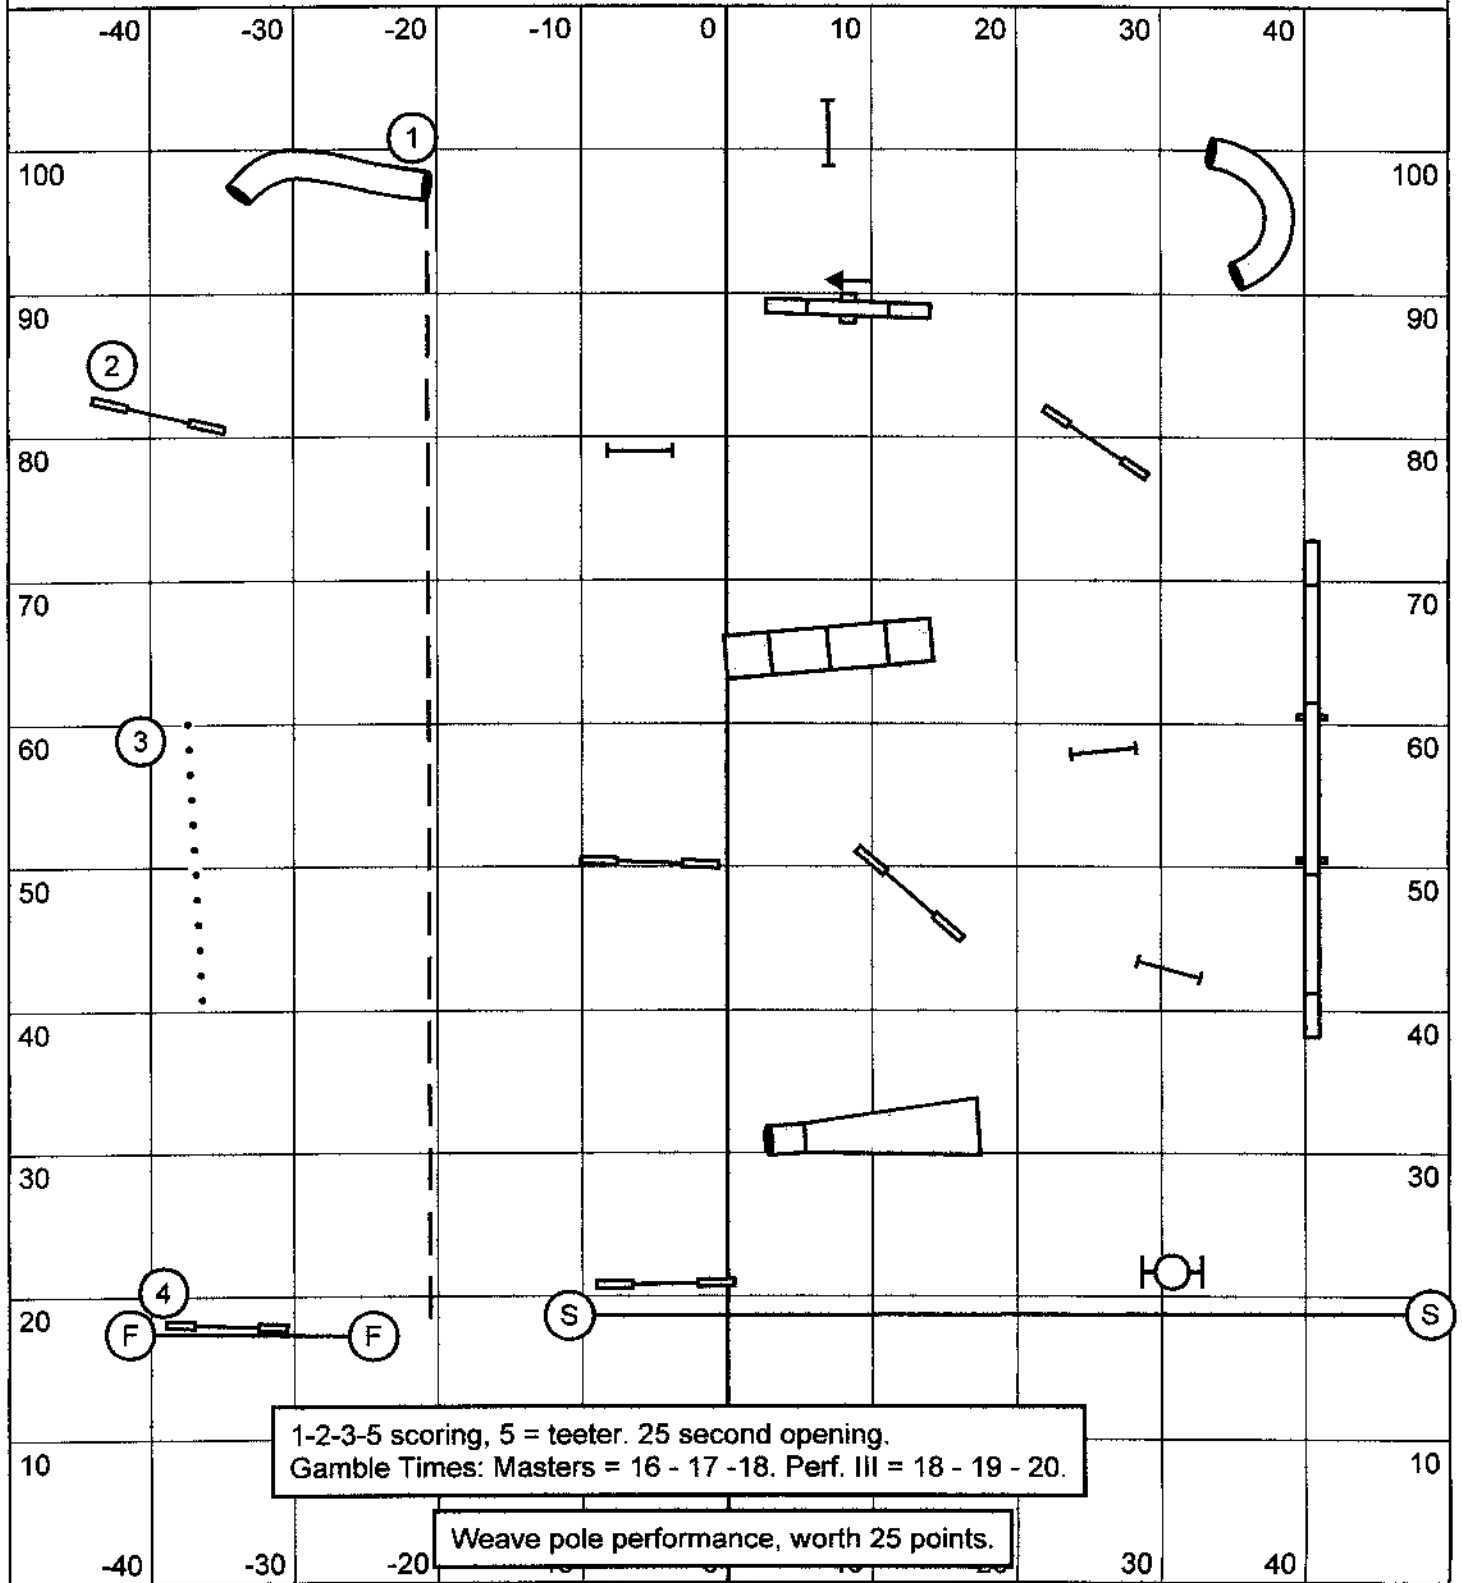 -40 -30 -20 -10 0 10 20 30 40
1
100 100
90 90
2
80 80
70 70
3
60 60
50 50
40 40
30 30
4
20
F F S S
1-2-3-5 scoring, 5 = teeter. 25 second opening.
Gamble Times: Masters = 16 - 17 -18. Perf. III = 18 - 19 - 20.
10 10
Weave pole performance, worth 25 points.
-40 -30 -20 30 40